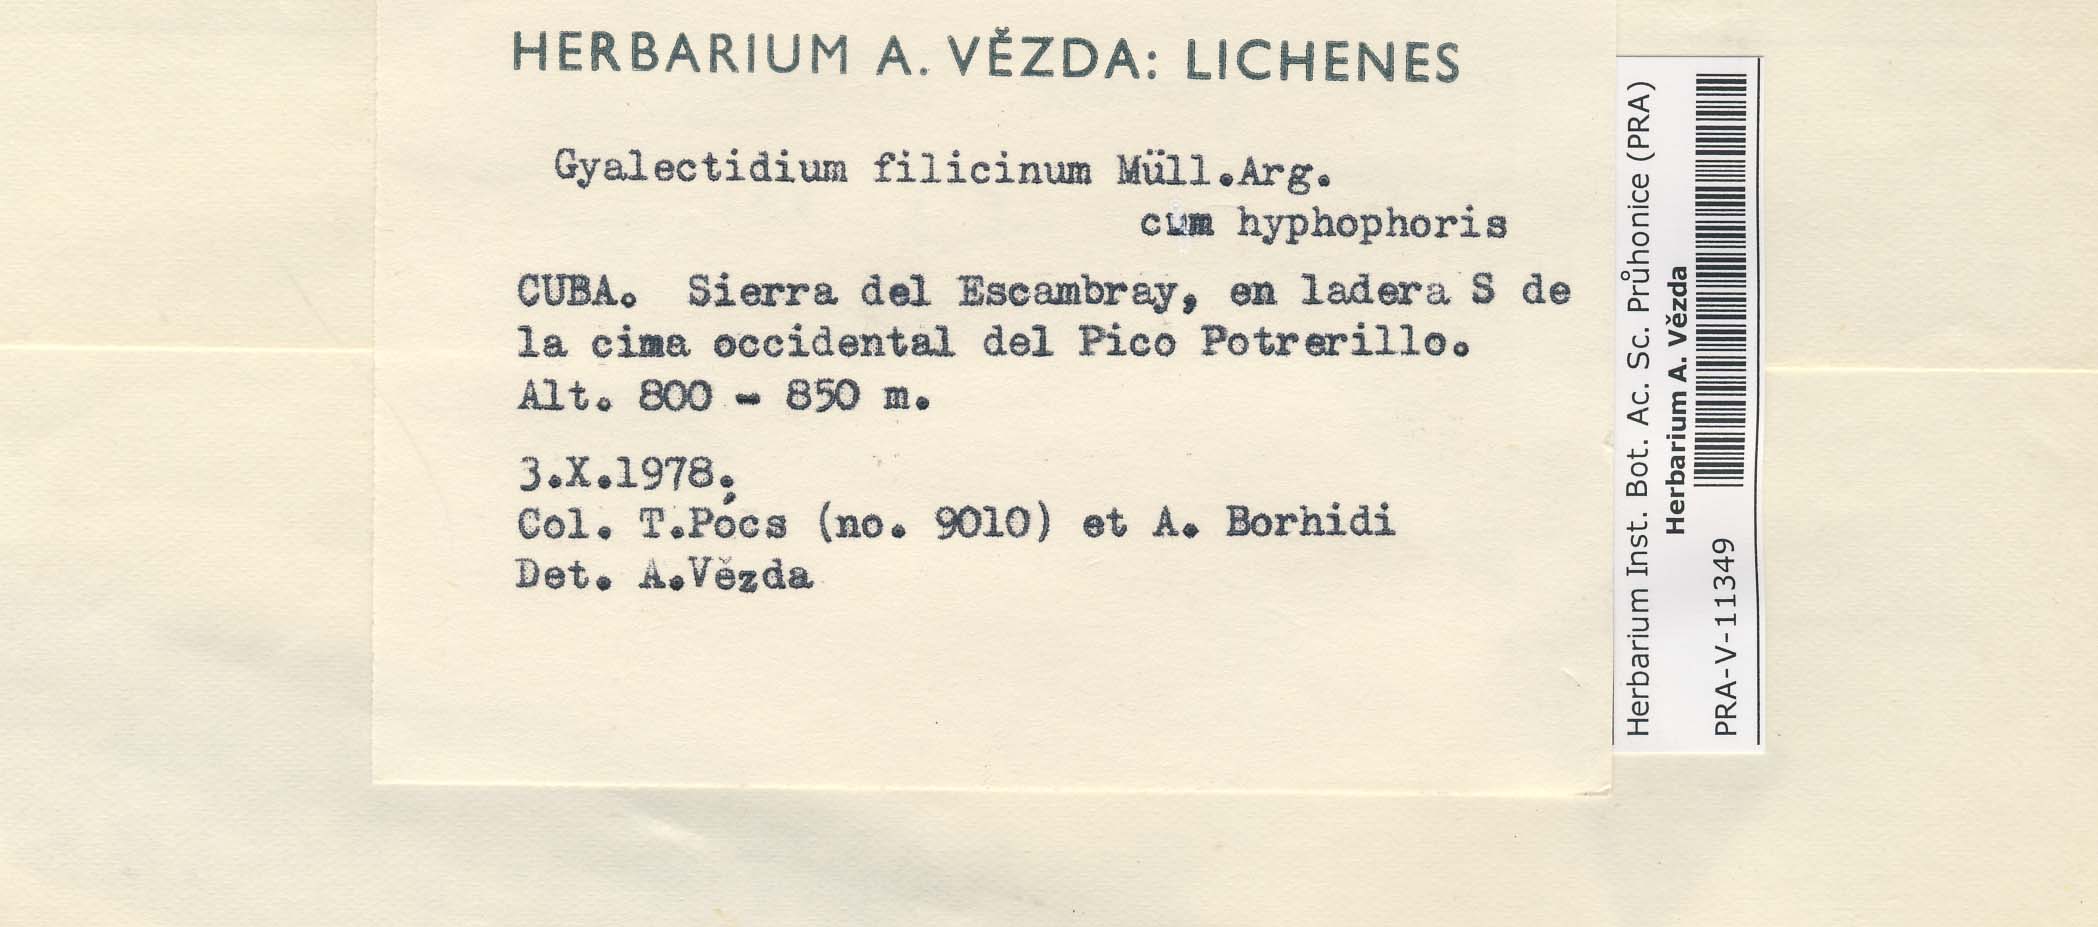 HERBARIUM A. VĚZDA: LICHENES
Gyalectidium filicinum Müll.Arg.
cum hyphophoris
CUBA. Sierra del Escambray, en ladera S de
la cima occidental del Pico Potrerillo.
Alt. 800 - 850 m.
3.X.1978.
Col. T.Pócs (no. 9010) et A. Borhidi
Det. A.Vězda
Herbarium Inst. Bot. Ac. Sc. Průhonice (PRA)
Herbarium A. Vězda
PRA-V-11349